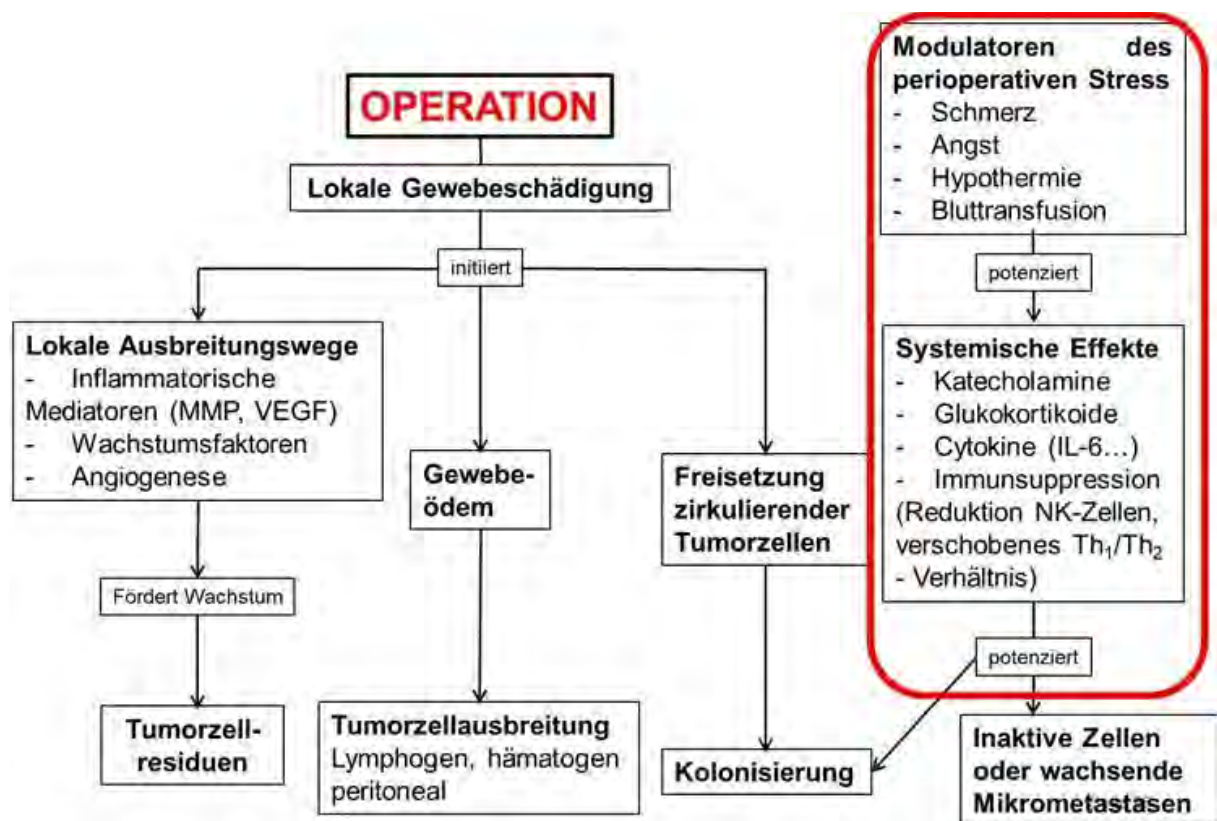 OPERATION
Lokale Gewebeschädigung
initiiert
Lokale Ausbreitungswege
- Inflammatorische
Mediatoren (MMP, VEGF)
- Wachstumsfaktoren
- Angiogenese
Fördert Wachstum
Tumorzell-
residuen
Gewebe-
ödem
Tumorzellausbreitung
Lymphogen, hämatogen
peritoneal
Freisetzung
zirkulierender
Tumorzellen
Kolonisierung
Modulatoren des
perioperativen Stress
- Schmerz
- Angst
- Hypothermie
- Bluttransfusion
potenziert
Systemische Effekte
- Katecholamine
- Glukokortikoide
- Cytokine (IL-6…)
- Immunsuppression
(Reduktion NK-Zellen,
verschobenes Th₁/Th₂
- Verhältnis)
potenziert
Inaktive Zellen
oder wachsende
Mikrometastasen